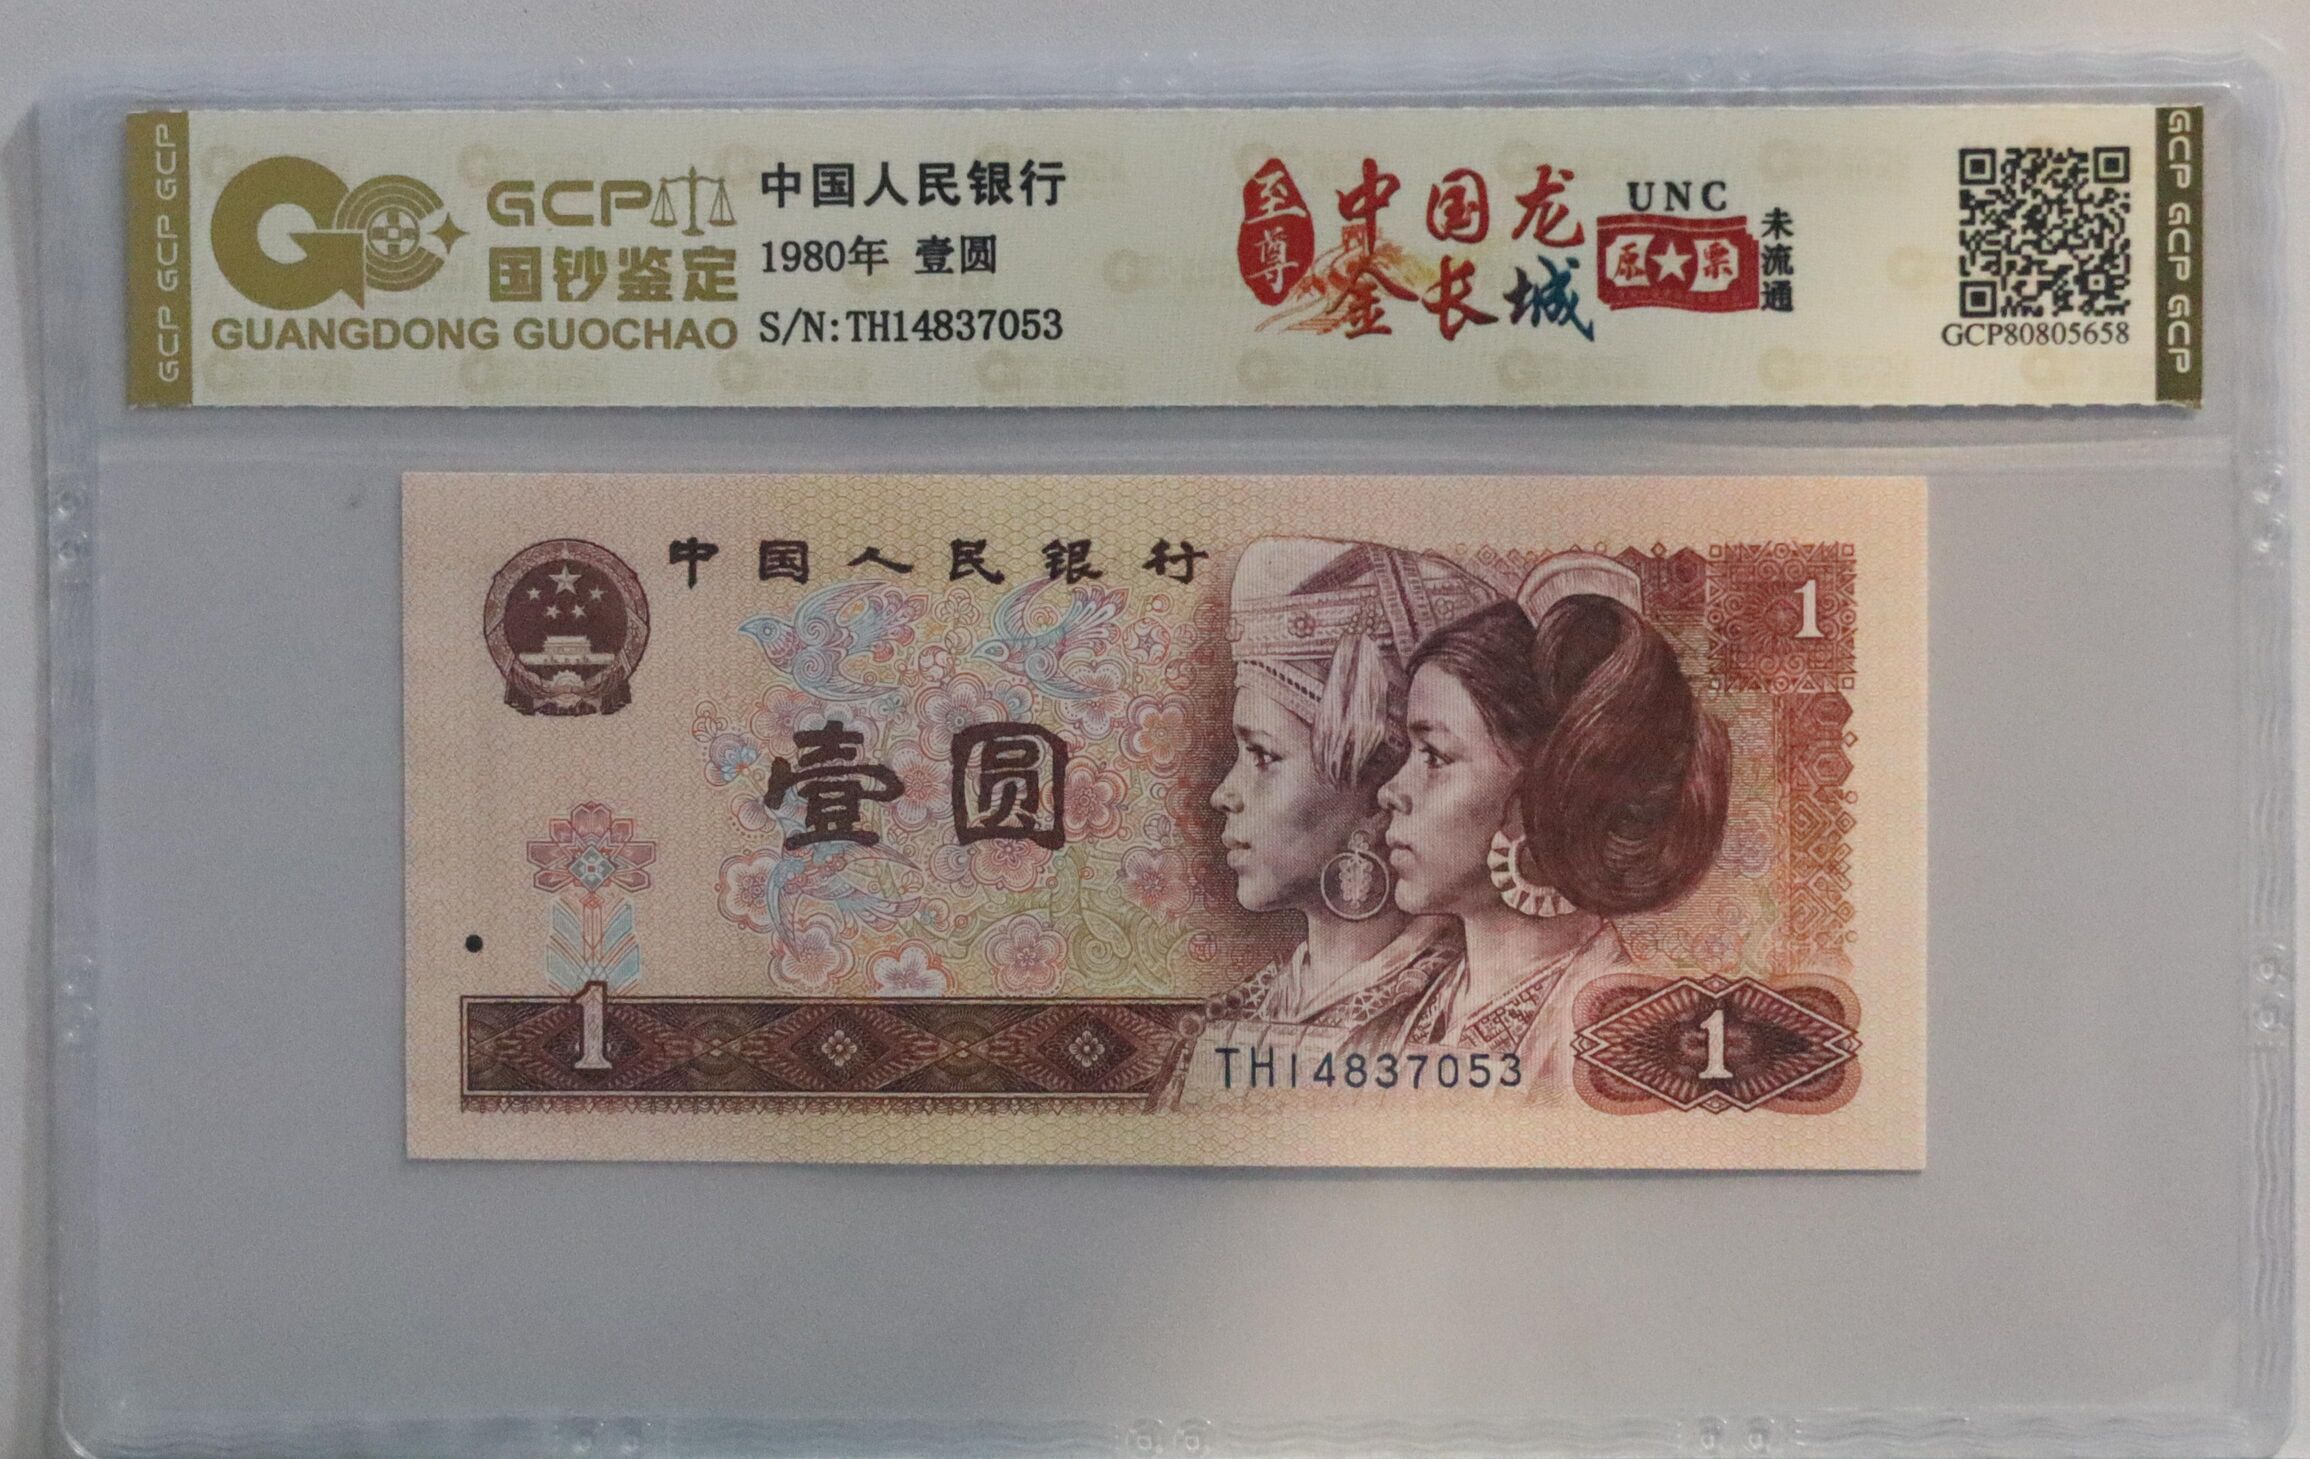 GCP GCP GCP
GCP
国钞鉴定
GUANGDONG GUOCHAO
中国人民银行
1980年 壹圆
S/N:TH14837053
至尊
中国龙
金长城
UNC
原★票
未流通
GCP80805658
GCP GCP GCP
中国人民银行
1
壹圆
1
TH14837053
1